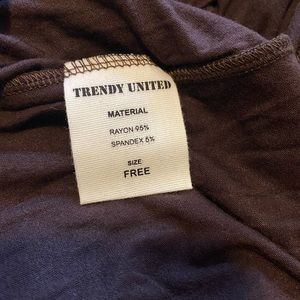 TRENDY UNITED
MATERIAL
RAYON 95%
SPANDEX 5%
SIZE
FREE